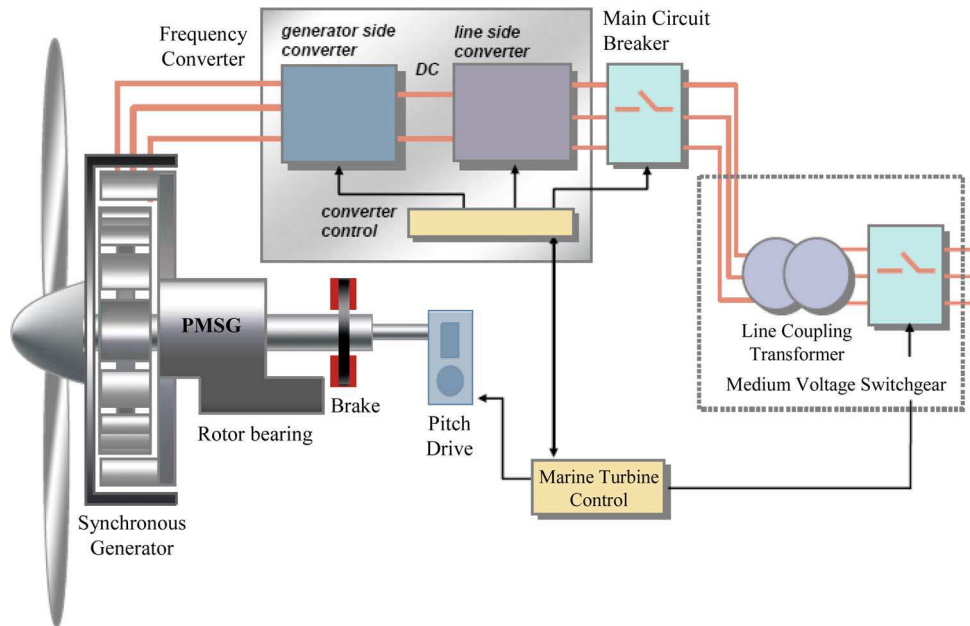 Frequency
Converter
generator side
converter
DC
line side
converter
Main Circuit
Breaker
converter
control
PMSG
Brake
Rotor bearing
Pitch
Drive
Synchronous
Generator
Marine Turbine
Control
Line Coupling
Transformer
Medium Voltage Switchgear